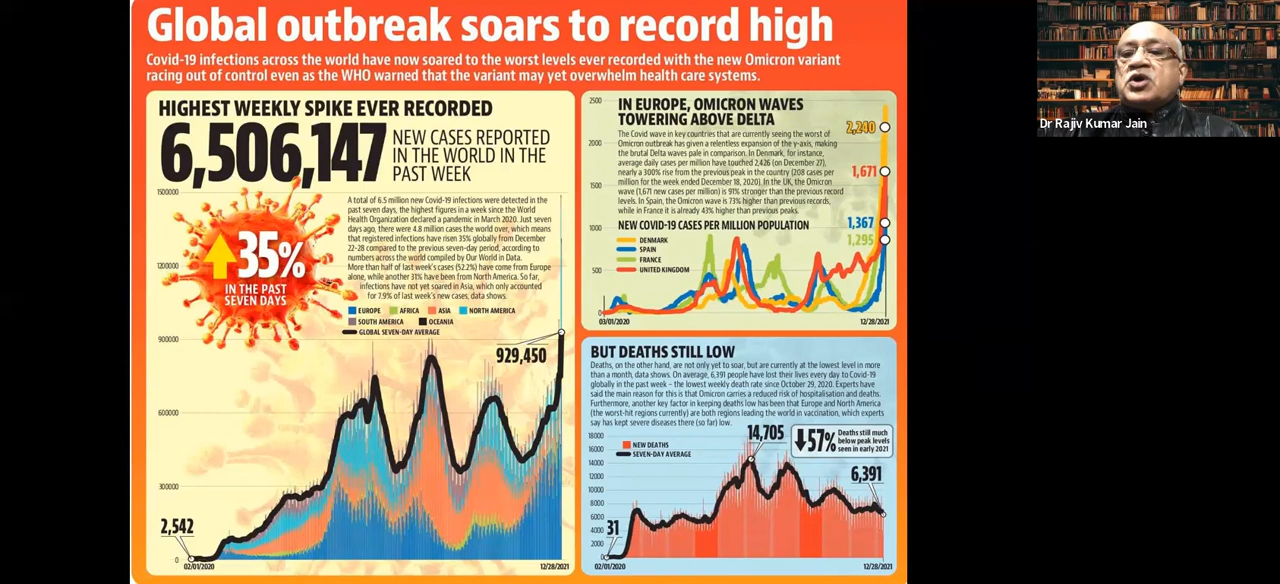 Global outbreak soars to record high
Covid-19 infections across the world have now soared to the worst levels ever recorded with the new Omicron variant
racing out of control even as the WHO warned that the variant may yet overwhelm health care systems.
HIGHEST WEEKLY SPIKE EVER RECORDED
6,506,147
NEW CASES REPORTED
IN THE WORLD IN THE
PAST WEEK
A total of 6.5 million new Covid-19 infections were detected in the
past seven days, the highest figures in a week since the World
Health Organization declared a pandemic in March 2020. Just seven
days ago, there were 4.8 million cases the world over, which means
that registered infections have risen 35% globally from December
22-28 compared to the previous seven-day period, according to
numbers across the world compiled by Our World in Data.
More than half of last week's cases (52.2%) have come from Europe
alone, while another 31% have been from North America. So far,
infections have not yet soared in Asia, which only accounted
for 7.9% of last week's new cases, data shows.
35%
IN THE PAST
SEVEN DAYS
EUROPE AFRICA ASIA NORTH AMERICA
SOUTH AMERICA OCEANIA
GLOBAL SEVEN-DAY AVERAGE
1500000
1200000
900000
600000
300000
0
929,450
2,542
02/01/2020
12/28/2021
IN EUROPE, OMICRON WAVES
TOWERING ABOVE DELTA
The Covid wave in key countries that are currently seeing the worst of
Omicron outbreak has given a relentless expansion of the y-axis, making
the brutal Delta waves pale in comparison. In Denmark, for instance,
average daily cases per million have touched 2,426 (on December 27),
nearly a 300% rise from the previous peak in the country (208 cases per
million for the week ended December 18, 2020). In the UK, the Omicron
wave (1,671 new cases per million) is 91% stronger than the previous record
levels. In Spain, the Omicron wave is 73% higher than previous records,
while in France it is already 43% higher than previous peaks.
NEW COVID-19 CASES PER MILLION POPULATION
DENMARK
SPAIN
FRANCE
UNITED KINGDOM
2500
2000
1500
1000
500
0
2,240
1,671
1,367
1,295
03/01/2020
12/28/2021
BUT DEATHS STILL LOW
Deaths, on the other hand, are not only yet to soar, but are currently at the lowest level in more
than a month, data shows. On average, 6,391 people have lost their lives every day to Covid-19
globally in the past week – the lowest weekly death rate since October 29, 2020. Experts have
said the main reason for this is that Omicron carries a reduced risk of hospitalisation and deaths.
Furthermore, another key factor in keeping deaths low has been that Europe and North America
(the worst-hit regions currently) are both regions leading the world in vaccination, which experts
say has kept severe diseases there (so far) low.
NEW DEATHS
SEVEN-DAY AVERAGE
18000
16000
14000
12000
10000
8000
6000
4000
2000
0
14,705
57%
Deaths still much
below peak levels
seen in early 2021
6,391
31
02/01/2020
12/28/2021
Dr Rajiv Kumar Jain